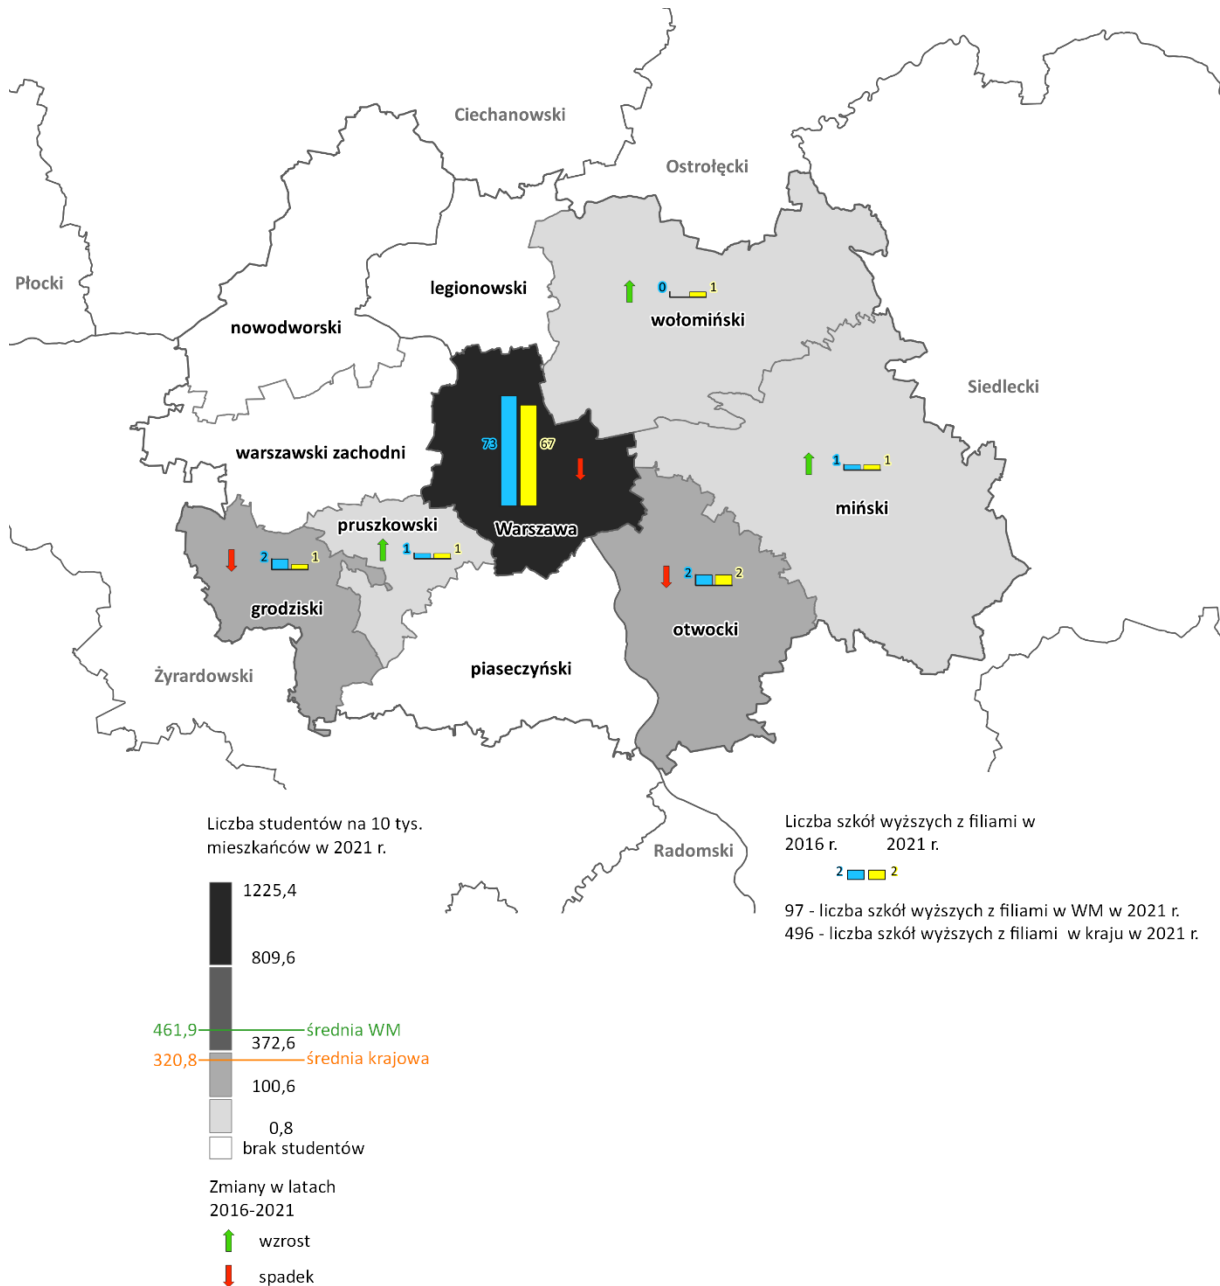 Ciechanowski
Ostrołęcki
Płocki
legionowski
0 1
wołomiński
nowodworski
Siedlecki
warszawski zachodni
73 67
1 1
miński
pruszkowski
Warszawa
1 1
2 1
grodziski
2 2
otwocki
Żyrardowski
piaseczyński
Radomski
Liczba studentów na 10 tys.
mieszkańców w 2021 r.
1225,4
809,6
461,9 średnia WM
372,6
320,8 średnia krajowa
100,6
0,8
brak studentów
Zmiany w latach
2016-2021
wzrost
spadek
Liczba szkół wyższych z filiami w
2016 r. 2021 r.
2 2
97 - liczba szkół wyższych z filiami w WM w 2021 r.
496 - liczba szkół wyższych z filiami w kraju w 2021 r.